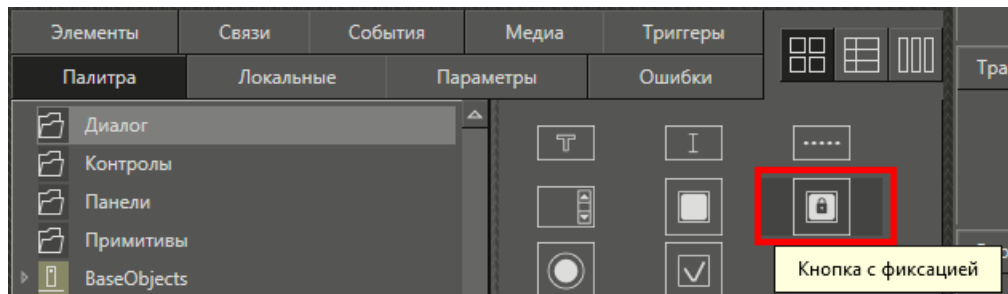 Элементы Связи События Медиа Триггеры
Палитра Локальные Параметры Ошибки
Тра
Диалог
Контролы
Панели
Примитивы
BaseObjects
T I
Кнопка с фиксацией